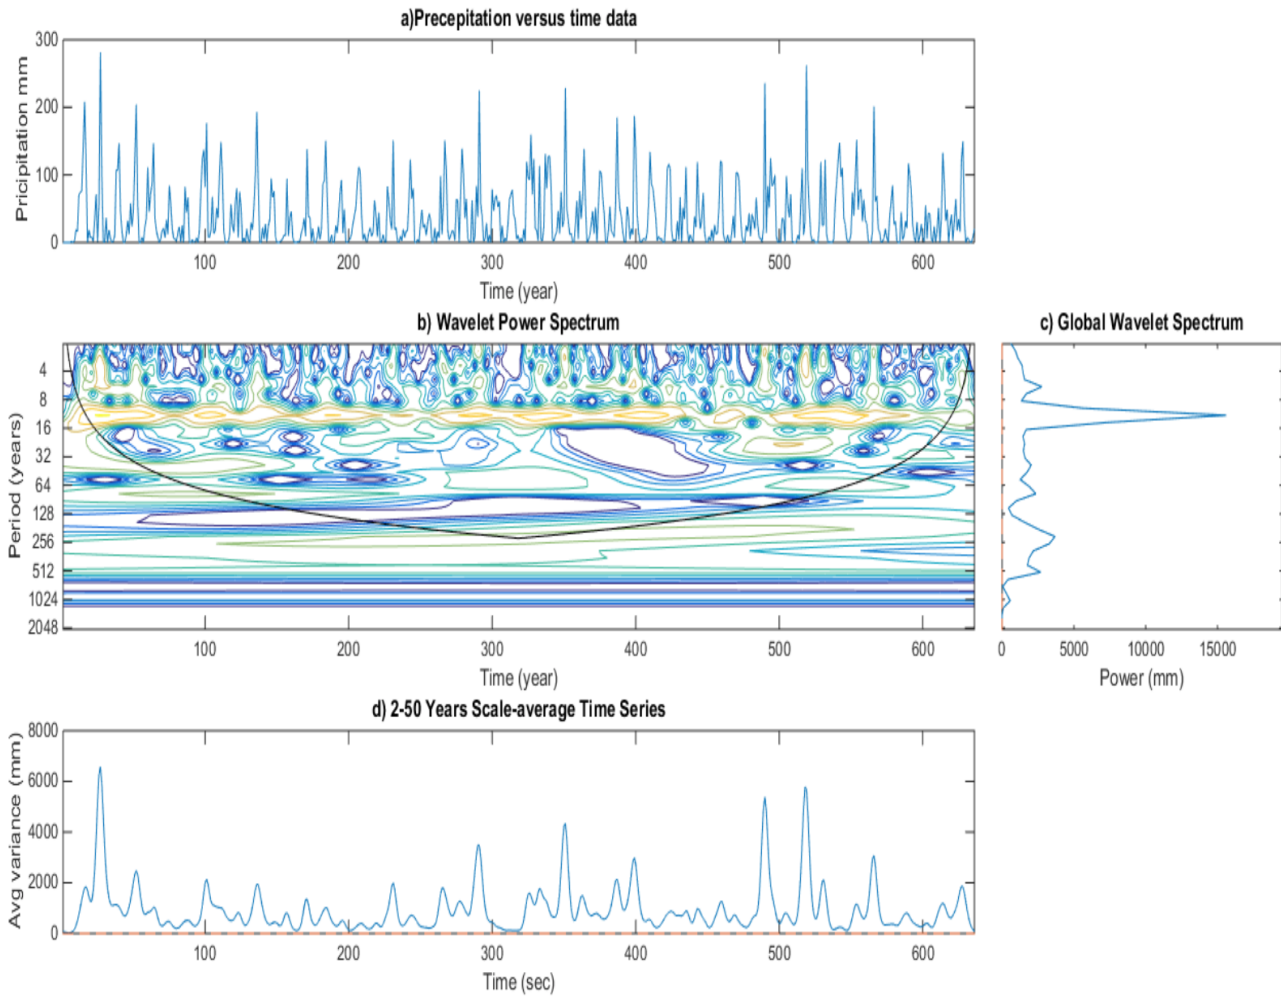 a)Precepitation versus time data
300
200
100
0
Pricipitation mm
100 200 300 400 500 600
Time (year)
b) Wavelet Power Spectrum
4
8
16
32
64
128
256
512
1024
2048
Period (years)
100 200 300 400 500 600
Time (year)
c) Global Wavelet Spectrum
0 5000 10000 15000
Power (mm)
d) 2-50 Years Scale-average Time Series
8000
6000
4000
2000
0
Avg variance (mm)
100 200 300 400 500 600
Time (sec)